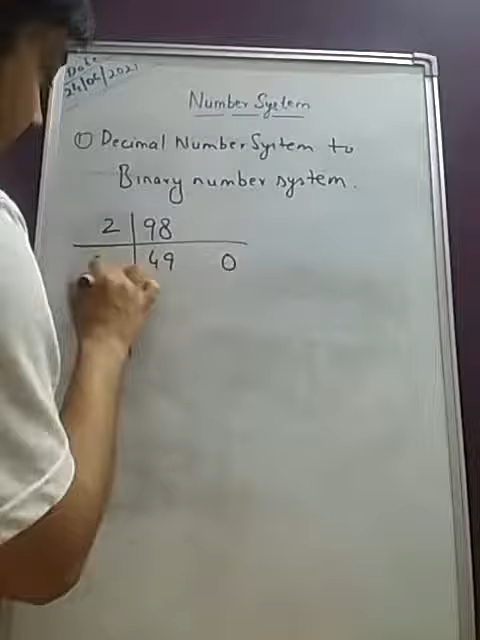 Date
24/06/2021
Number System
① Decimal Number System to
Binary number system.
2 98
49 0